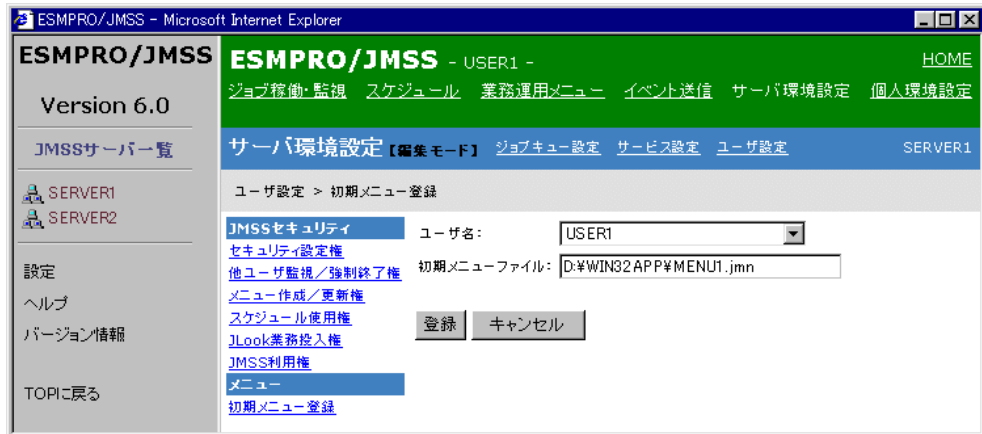 ESMPRO/JMSS - Microsoft Internet Explorer
ESMPRO/JMSS
Version 6.0
JMSSサーバ一覧
SERVER1
SERVER2
設定
ヘルプ
バージョン情報
TOPに戻る
ESMPRO/JMSS - USER1 - HOME
ジョブ稼働・監視 スケジュール 業務運用メニュー イベント送信 サーバ環境設定 個人環境設定
サーバ環境設定【編集モード】 ジョブキュー設定 サービス設定 ユーザ設定 SERVER1
ユーザ設定 > 初期メニュー登録
JMSSセキュリティ
セキュリティ設定権
他ユーザ監視／強制終了権
メニュー作成／更新権
スケジュール使用権
JLook業務投入権
JMSS利用権
メニュー
初期メニュー登録
ユーザ名: USER1
初期メニューファイル: D:¥WIN32APP¥MENU1.jmn
登録 キャンセル